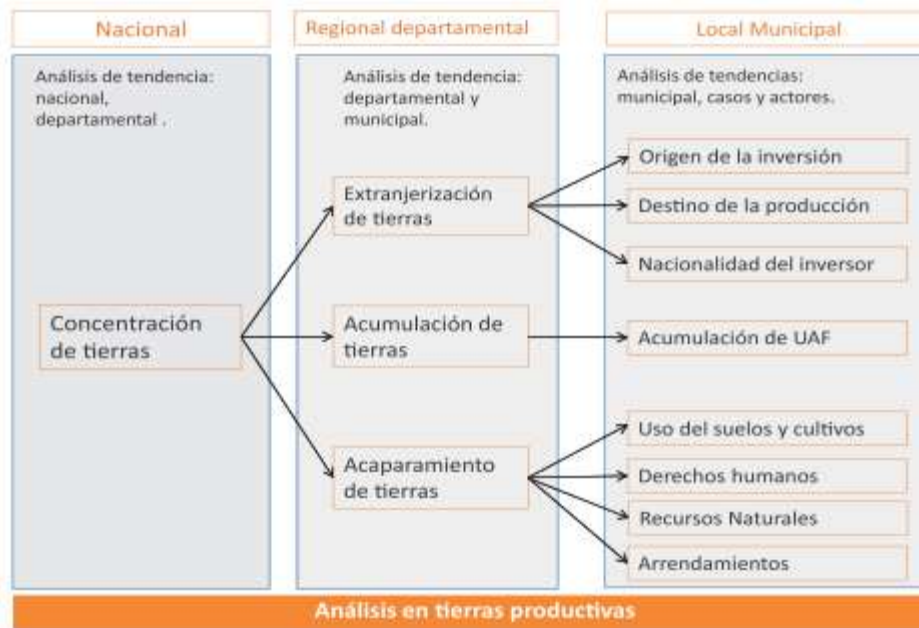 Nacional
Regional departamental
Local Municipal
Análisis de tendencia:
nacional,
departamental .
Análisis de tendencia:
departamental y
municipal.
Análisis de tendencias:
municipal, casos y actores.
Concentración
de tierras
Extranjerización
de tierras
Acumulación de
tierras
Acaparamiento
de tierras
Origen de la inversión
Destino de la producción
Nacionalidad del inversor
Acumulación de UAF
Uso del suelos y cultivos
Derechos humanos
Recursos Naturales
Arrendamientos
Análisis en tierras productivas